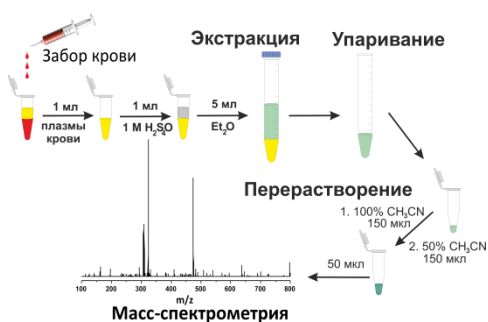 Забор крови
Экстракция
Упаривание
1 мл
плазмы
крови
1 мл
1 M H₂SO₄
5 мл
Et₂O
Перерастворение
1. 100% CH₃CN
150 мкл
2. 50% CH₃CN
150 мкл
50 мкл
100 200 300 400 500 600 700 800
m/z
Масс-спектрометрия